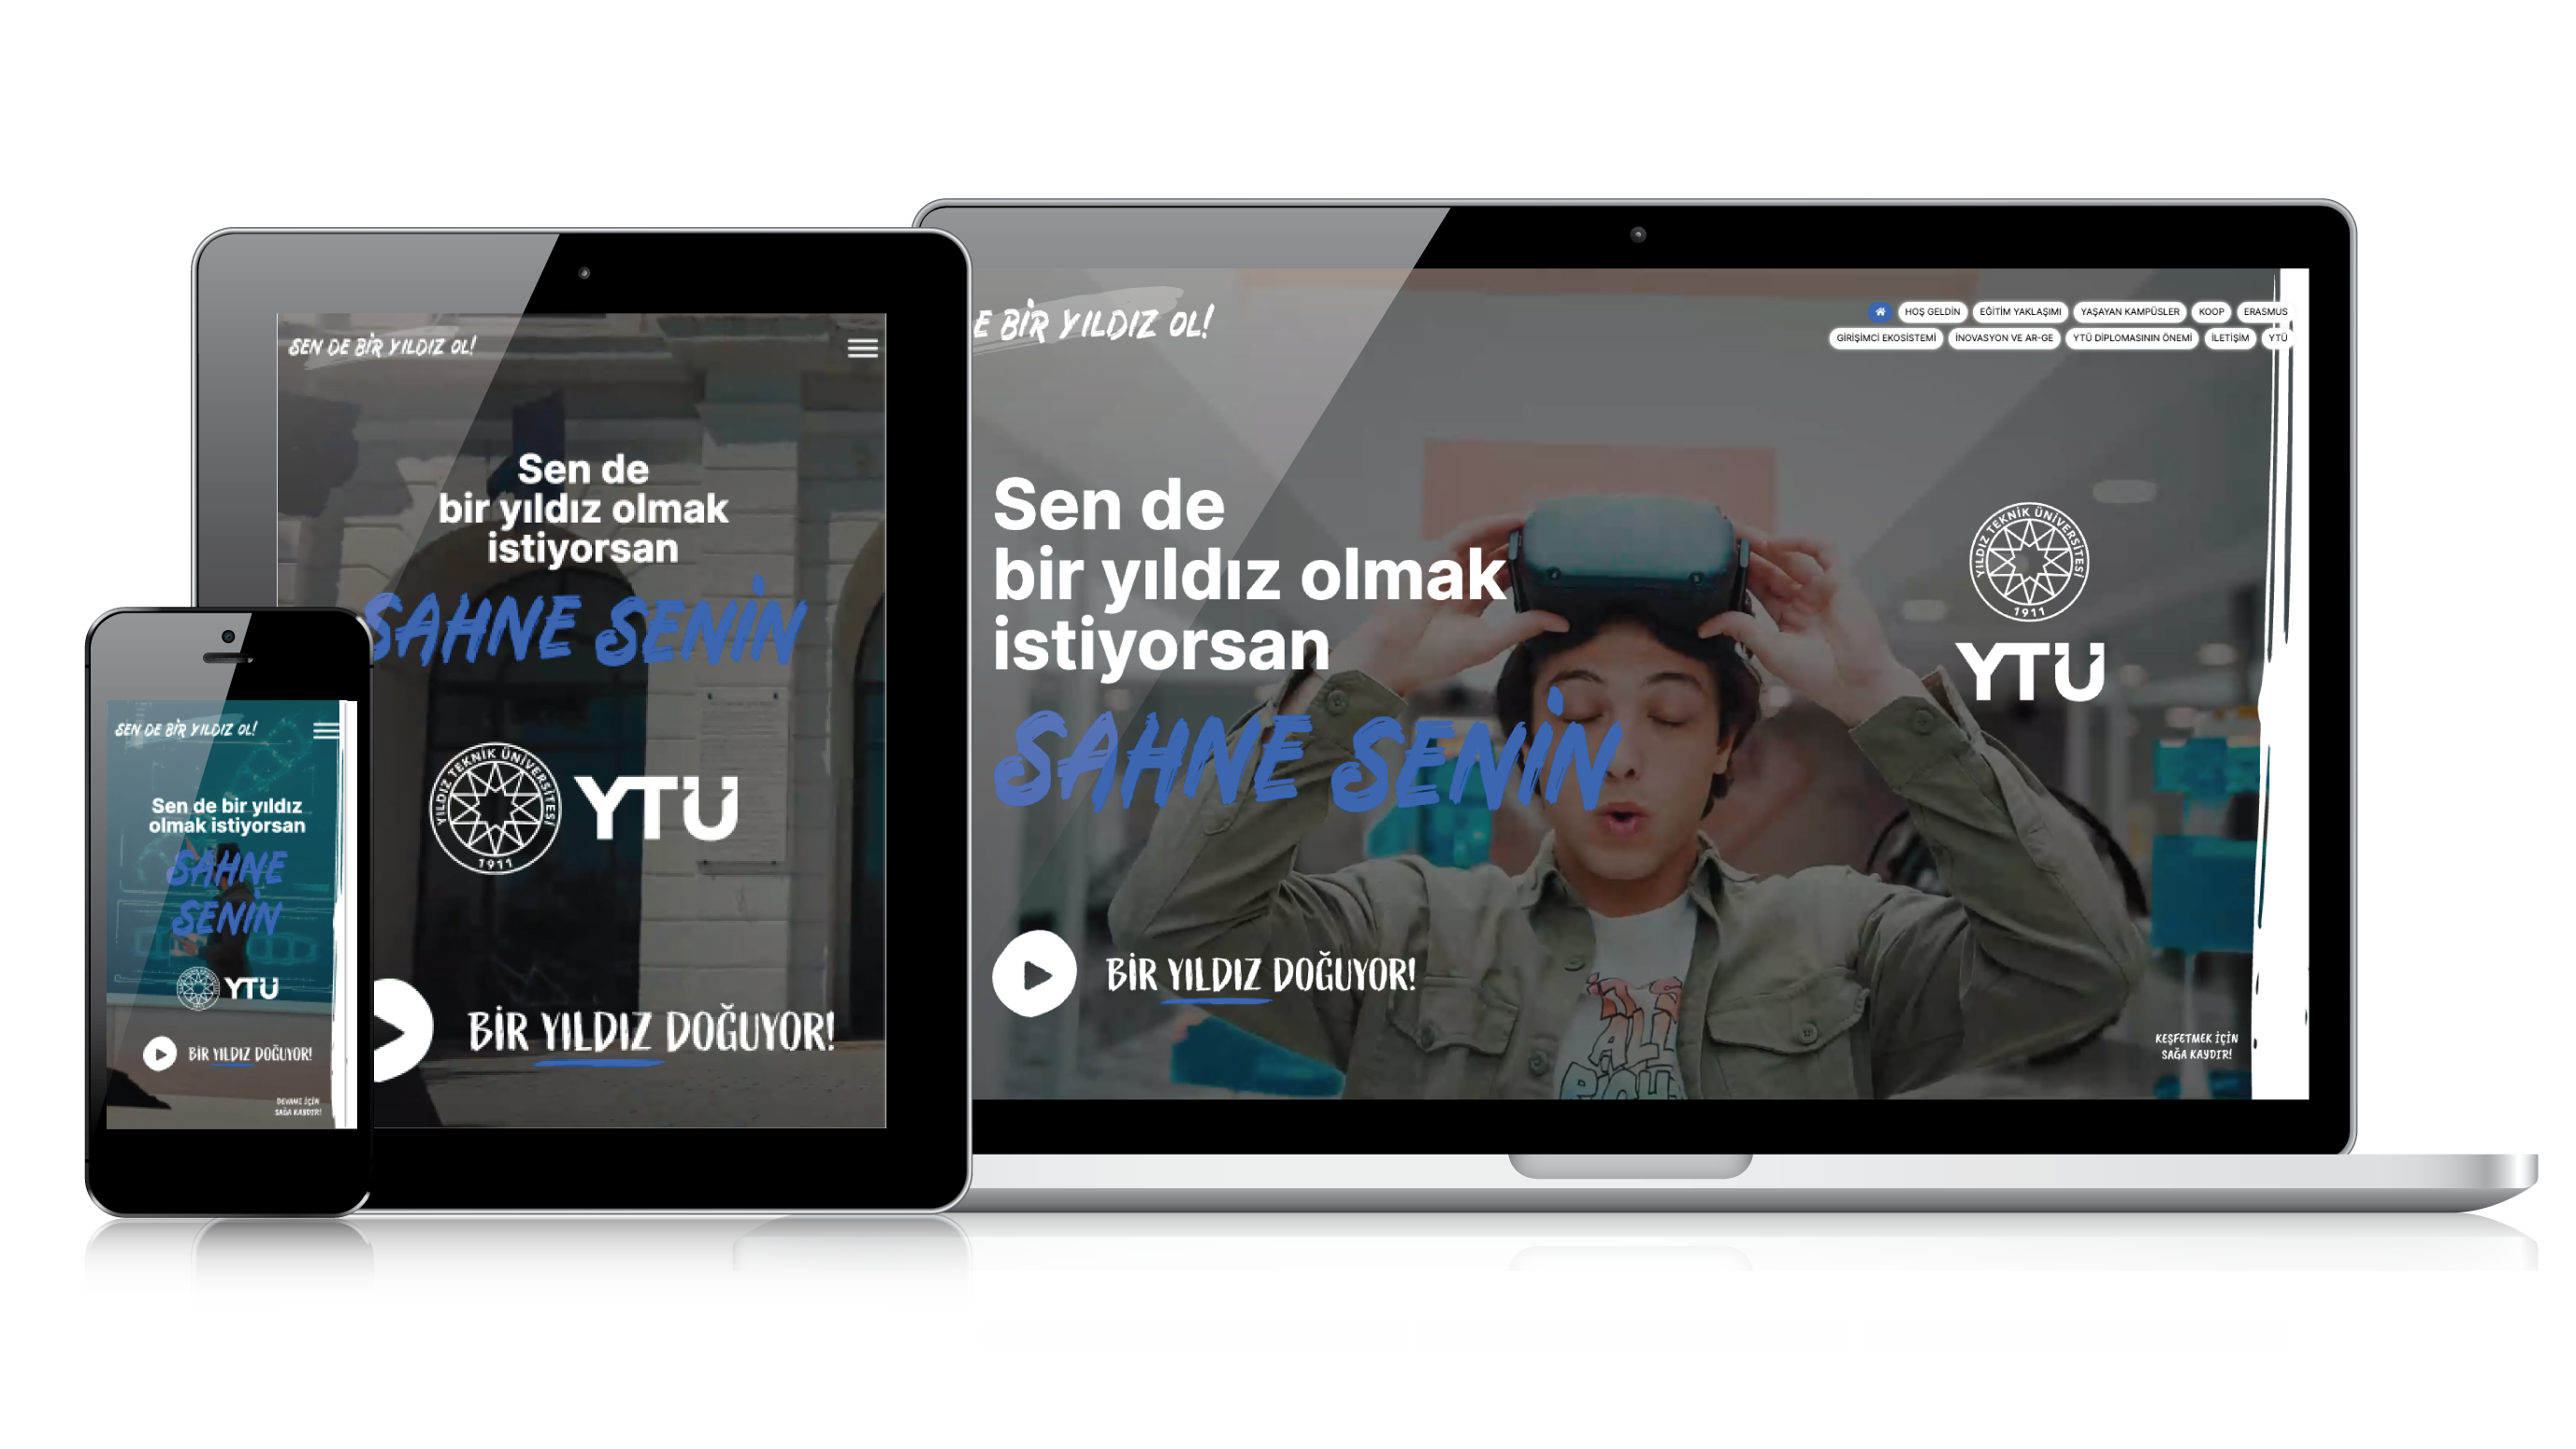 SEN DE BİR YILDIZ OL!
Sen de bir yıldız
olmak istiyorsan
SAHNE
SENİN
YTÜ
BİR YILDIZ DOĞUYOR!
DEVAMI İÇİN
SAĞA KAYDIR!
SEN DE BİR YILDIZ OL!
Sen de
bir yıldız olmak
istiyorsan
SAHNE SENİN
YILDIZ TEKNİK ÜNİVERSİTESİ
1911
YTÜ
BİR YILDIZ DOĞUYOR!
E BİR YILDIZ OL!
HOŞ GELDİN EĞİTİM YAKLAŞIMI YAŞAYAN KAMPÜSLER KOOP ERASMUS
GİRİŞİMCİ EKOSİSTEMİ İNOVASYON VE AR-GE YTÜ DİPLOMASININ ÖNEMİ İLETİŞİM YTÜ
Sen de
bir yıldız olmak
istiyorsan
SAHNE SENİN
YILDIZ TEKNİK ÜNİVERSİTESİ
1911
YTÜ
BİR YILDIZ DOĞUYOR!
KEŞFETMEK İÇİN
SAĞA KAYDIR!